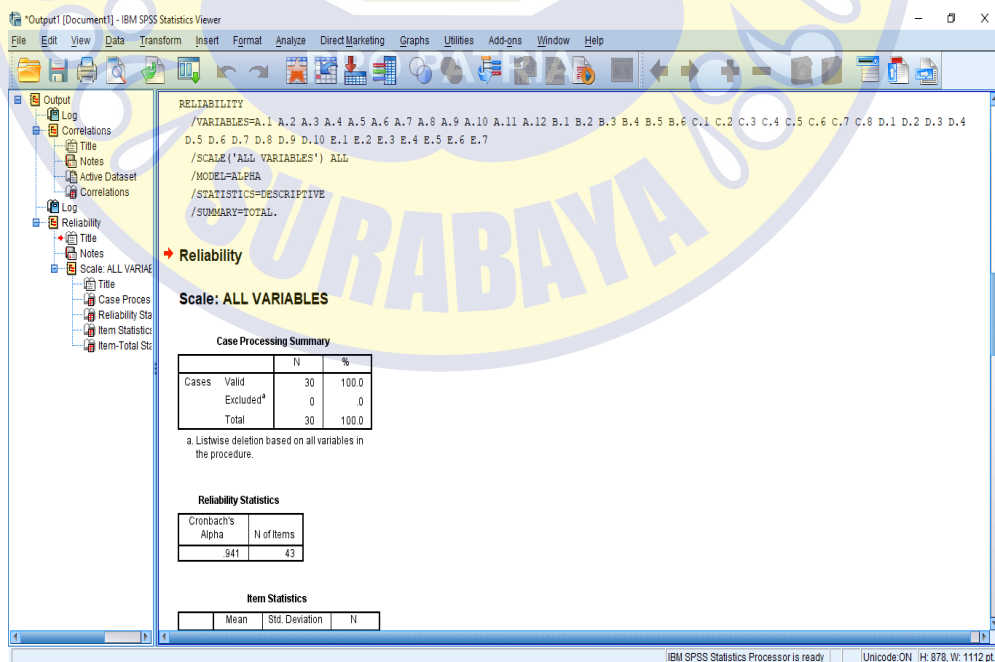 *Output1 [Document1] - IBM SPSS Statistics Viewer
File Edit View Data Transform Insert Format Analyze Direct Marketing Graphs Utilities Add-ons Window Help
Output
Log
Correlations
Title
Notes
Active Dataset
Correlations
Log
Reliability
Title
Notes
Scale: ALL VARIAB
Title
Case Proces
Reliability Sta
Item Statistics
Item-Total Sta
RELIABILITY
/VARIABLES=A.1 A.2 A.3 A.4 A.5 A.6 A.7 A.8 A.9 A.10 A.11 A.12 B.1 B.2 B.3 B.4 B.5 B.6 C.1 C.2 C.3 C.4 C.5 C.6 C.7 C.8 D.1 D.2 D.3 D.4
D.5 D.6 D.7 D.8 D.9 D.10 E.1 E.2 E.3 E.4 E.5 E.6 E.7
/SCALE('ALL VARIABLES') ALL
/MODEL=ALPHA
/STATISTICS=DESCRIPTIVE
/SUMMARY=TOTAL.
Reliability
Scale: ALL VARIABLES
Case Processing Summary
N %
Cases Valid 30 100.0
Excludedª 0 .0
Total 30 100.0
a. Listwise deletion based on all variables in
the procedure.
Reliability Statistics
Cronbach's
Alpha N of Items
.941 43
Item Statistics
Mean Std. Deviation N
SURABAYA
IBM SPSS Statistics Processor is ready Unicode:ON H: 878, W: 1112 pt